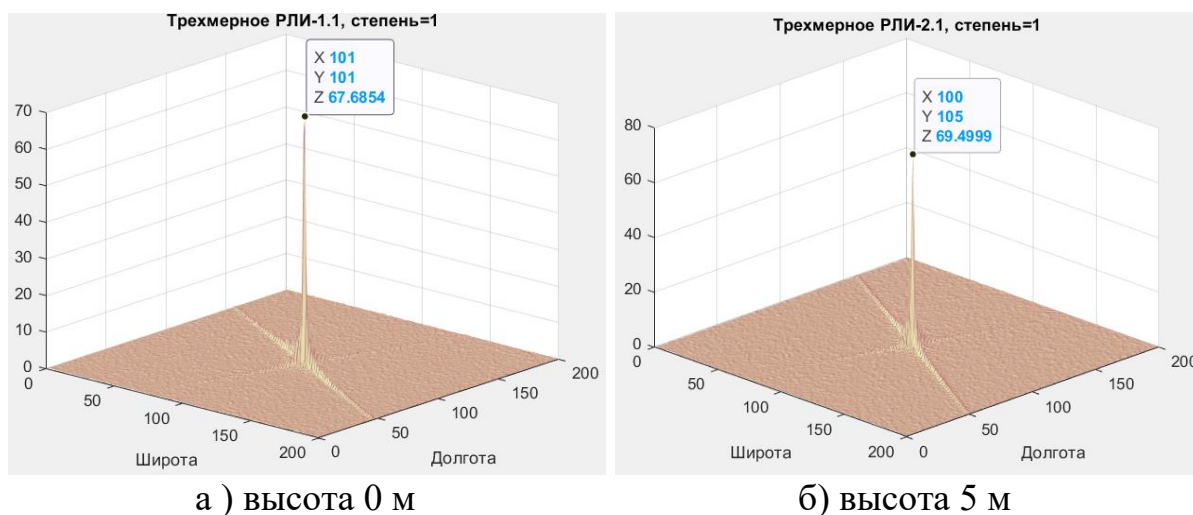 Трехмерное РЛИ-1.1, степень=1
X 101
Y 101
Z 67.6854
70
60
50
40
30
20
10
0
0
50
100
150
200
Широта
0
50
100
150
200
Долгота
а ) высота 0 м
Трехмерное РЛИ-2.1, степень=1
X 100
Y 105
Z 69.4999
80
60
40
20
0
0
50
100
150
200
Широта
0
50
100
150
200
Долгота
б) высота 5 м